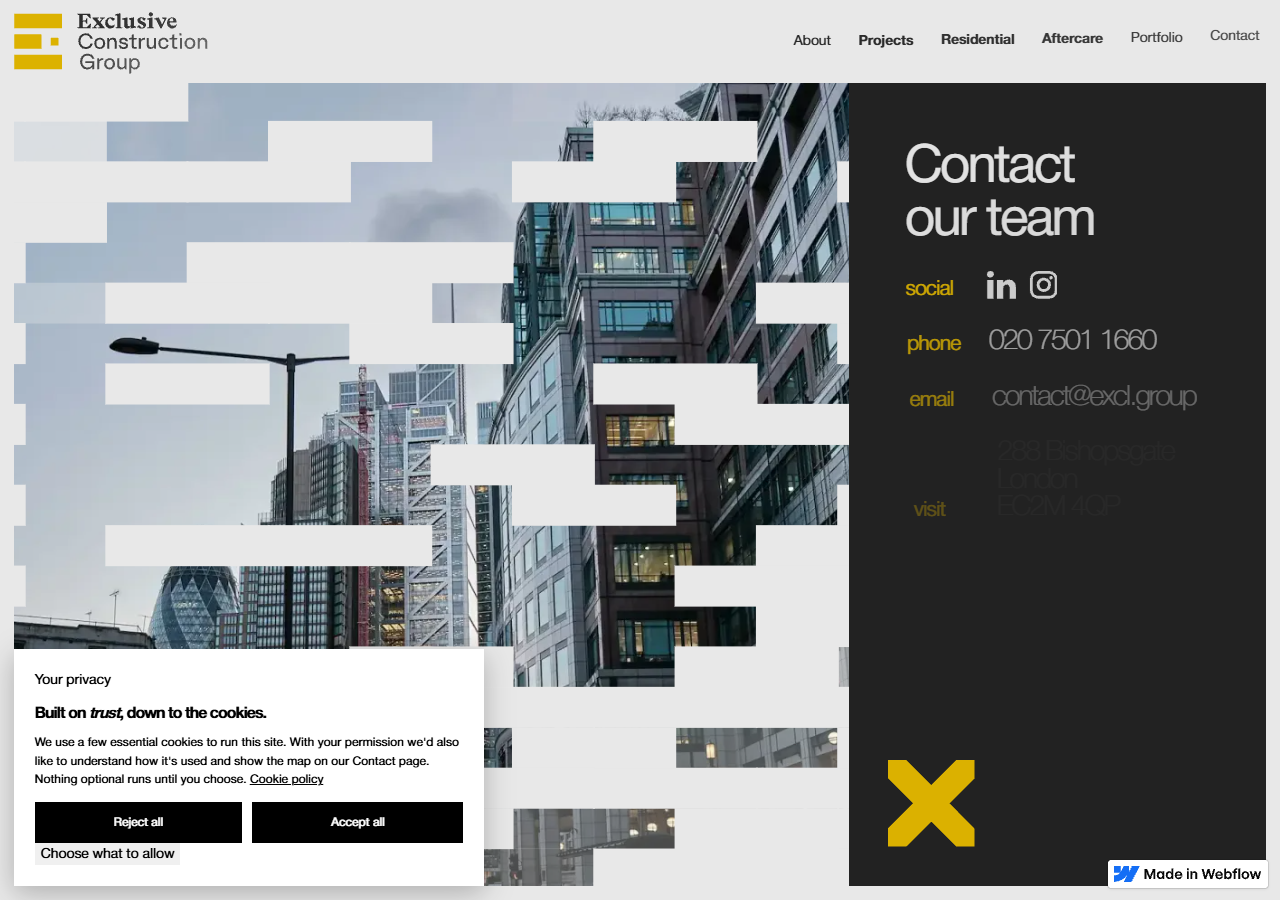 Exclusive
Construction
Group
About
Projects
Residential
Aftercare
Portfolio
Contact
Contact
our team
social
phone
020 7501 1660
email
contact@excl.group
visit
288 Bishopsgate
London
EC2M 4QP
Your privacy
Built on trust, down to the cookies.
We use a few essential cookies to run this site. With your permission we'd also
like to understand how it's used and show the map on our Contact page.
Nothing optional runs until you choose. Cookie policy
Reject all
Accept all
Choose what to allow
Made in Webflow